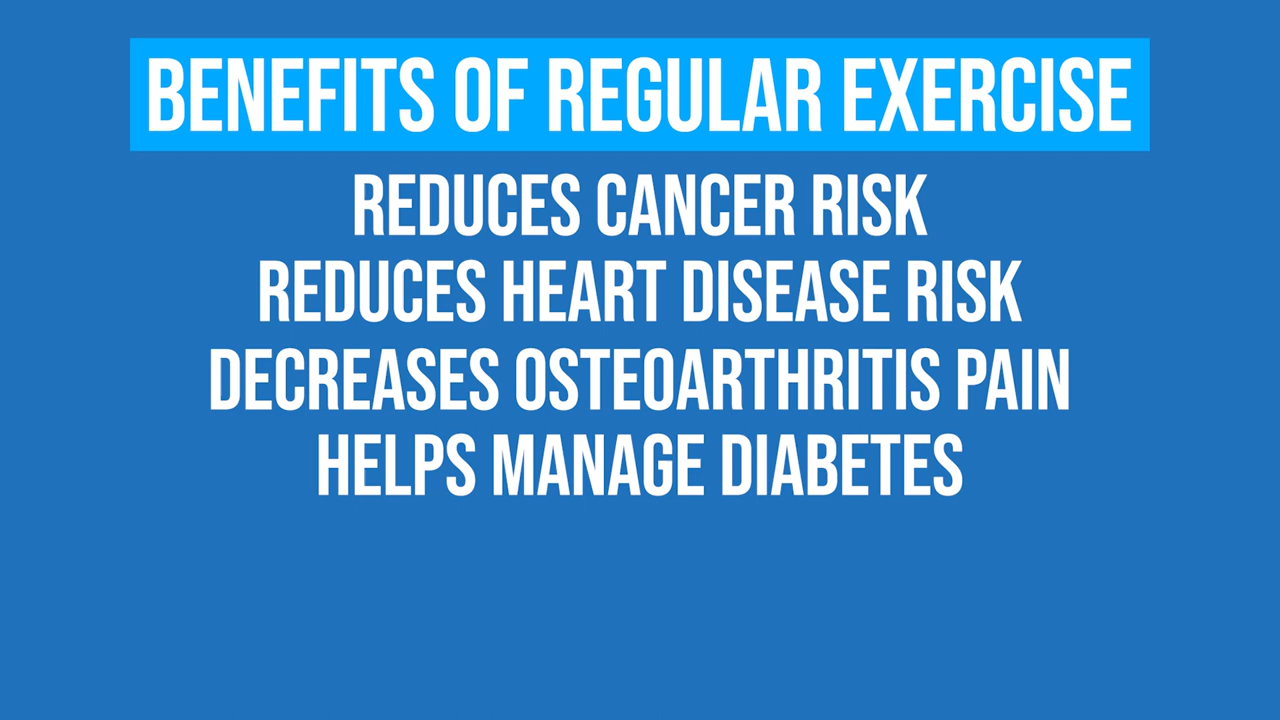 BENEFITS OF REGULAR EXERCISE
REDUCES CANCER RISK
REDUCES HEART DISEASE RISK
DECREASES OSTEOARTHRITIS PAIN
HELPS MANAGE DIABETES